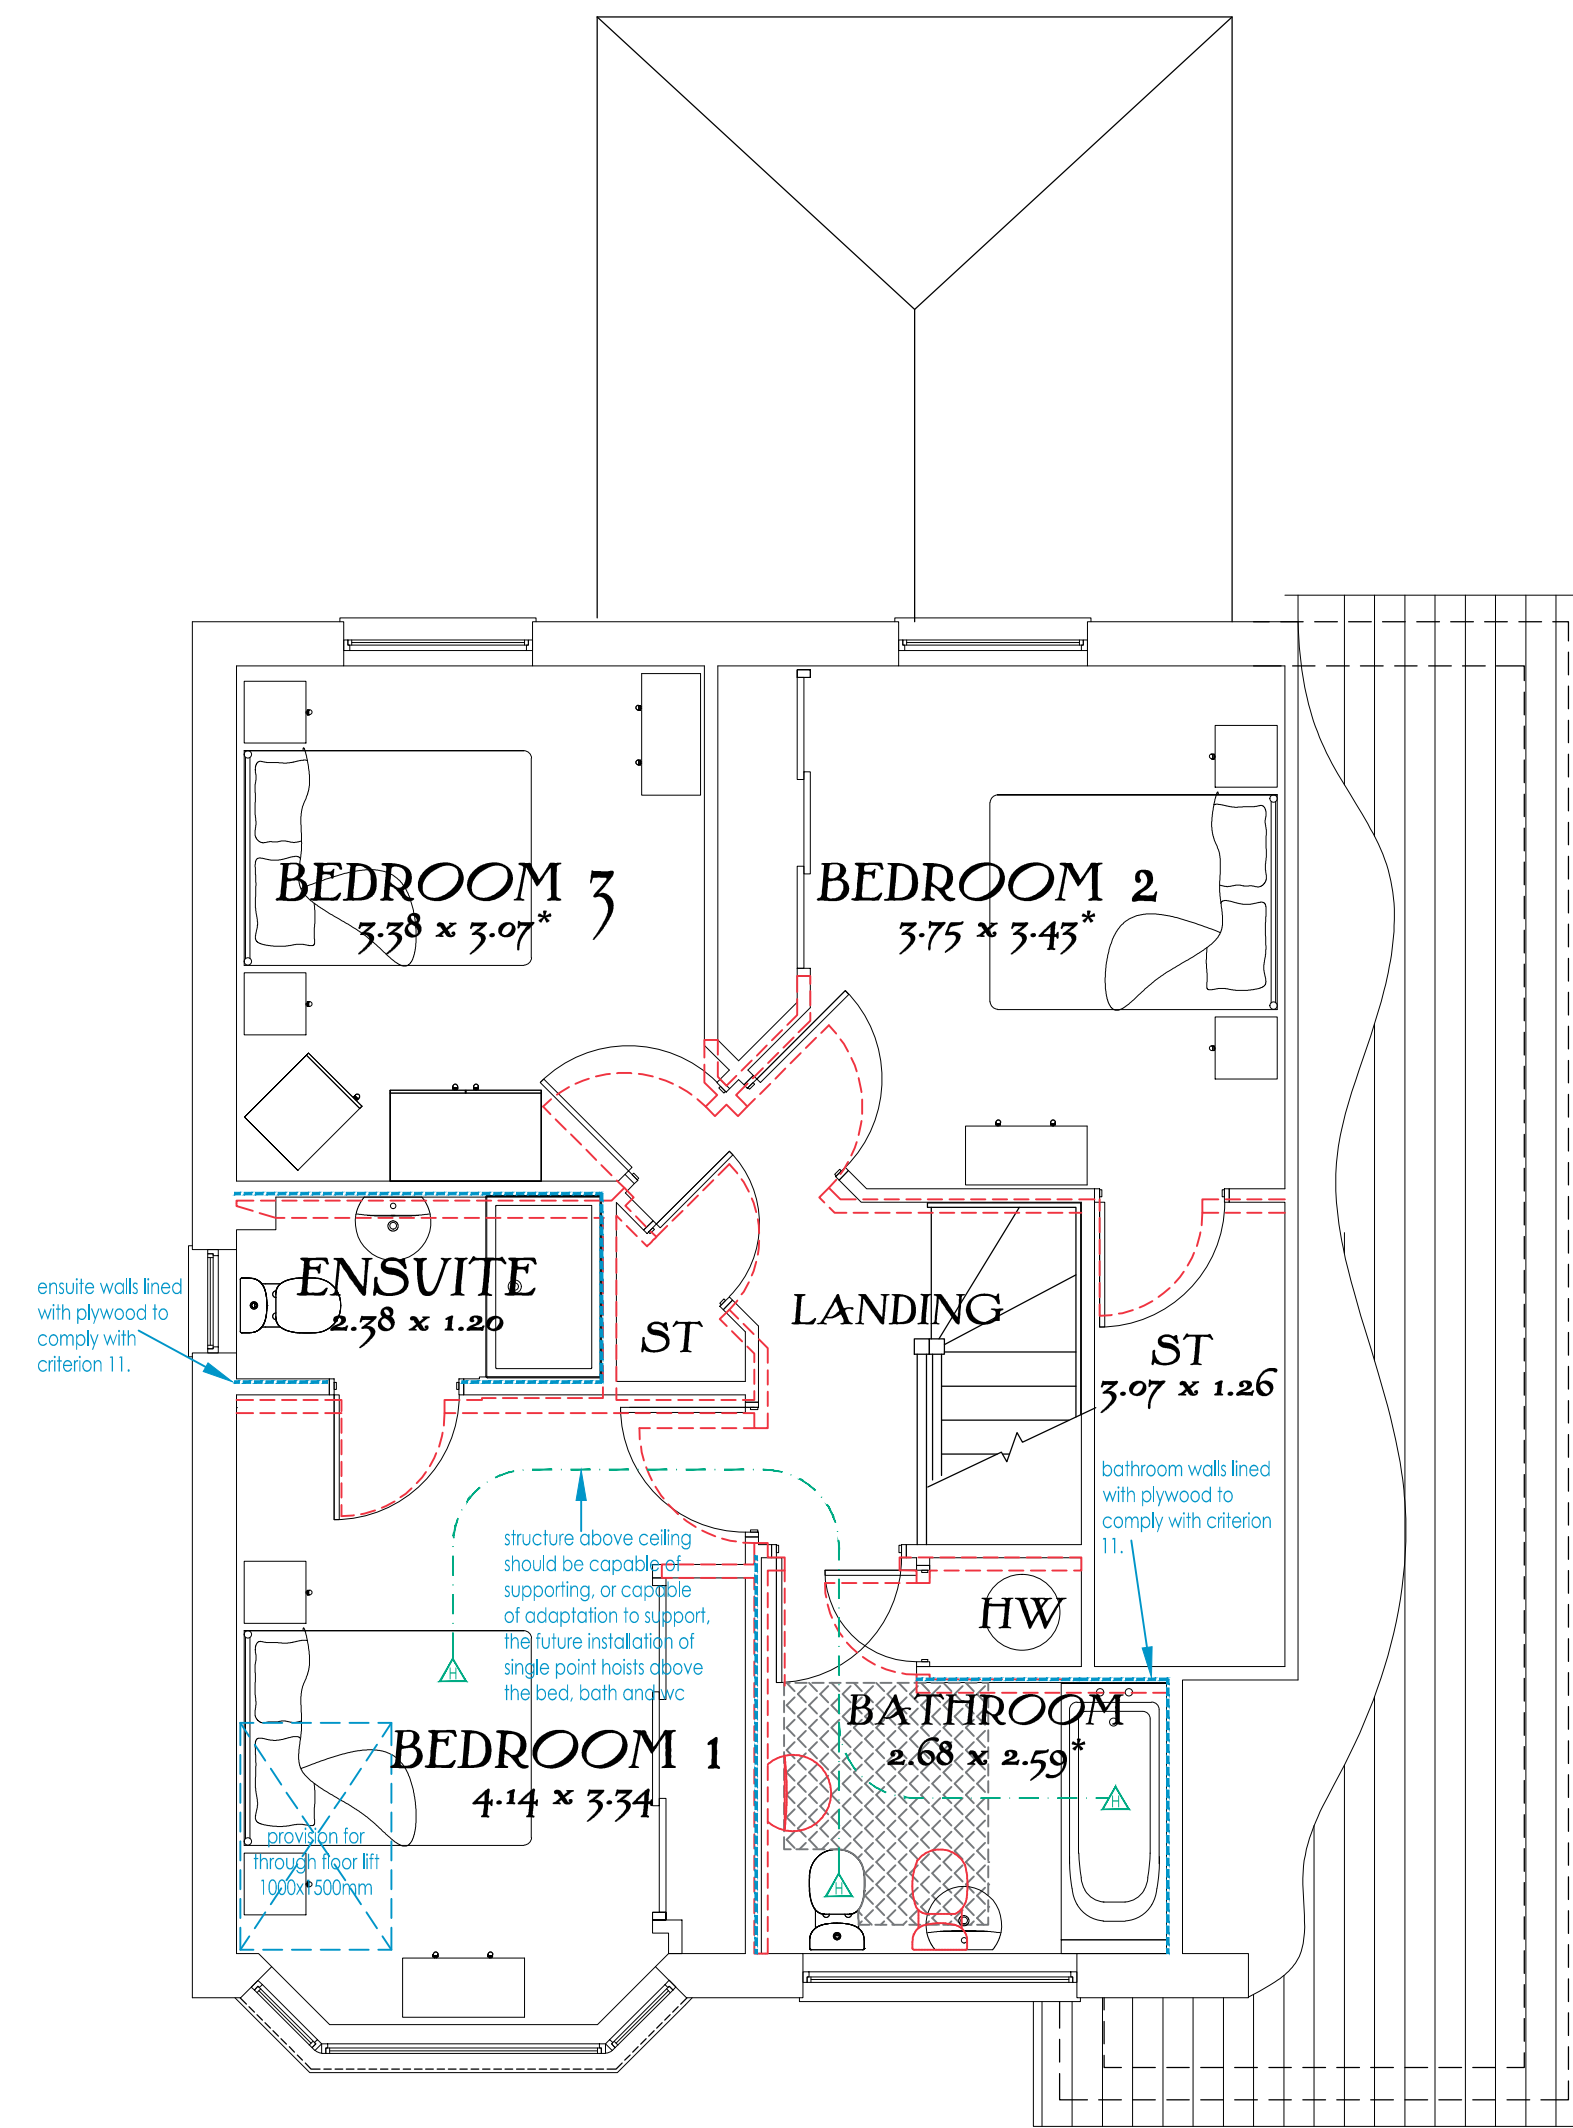 BEDROOM 3
3.38 x 3.07*
BEDROOM 2
3.75 x 3.43*
ensuite walls lined
with plywood to
comply with
criterion 11.
ENSUITE
2.38 x 1.20
ST
LANDING
ST
3.07 x 1.26
bathroom walls lined
with plywood to
comply with criterion
11.
structure above ceiling
should be capable of
supporting, or capable
of adaptation to support,
the future installation of
single point hoists above
the bed, bath and wc
HW
H
BEDROOM 1
4.14 x 3.34
BATHROOM
2.68 x 2.59*
H
provision for
through floor lift
1000x1500mm
H